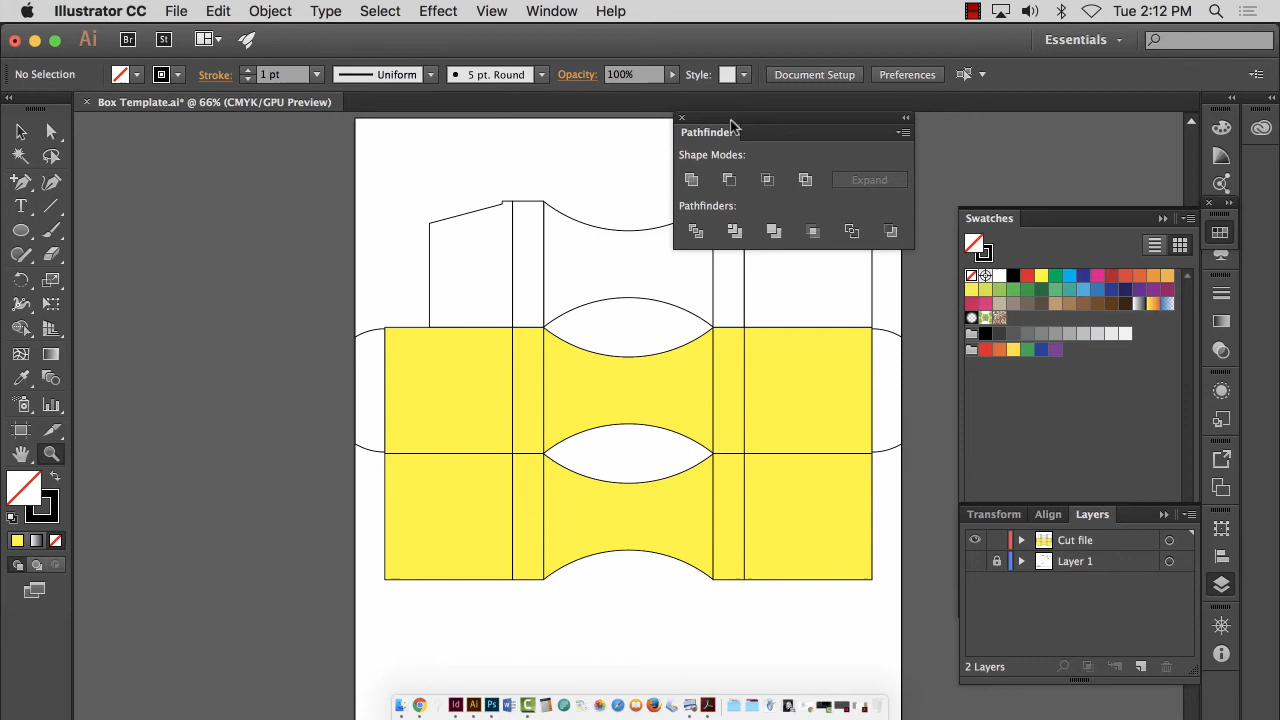 Illustrator CC File Edit Object Type Select Effect View Window Help Tue 2:12 PM
Ai Br St Essentials
No Selection Stroke: 1 pt Uniform 5 pt. Round Opacity: 100% Style: Document Setup Preferences
Box Template.ai* @ 66% (CMYK/GPU Preview)
Pathfinder
Shape Modes:
Expand
Pathfinders:
Swatches
Transform Align Layers
Cut file
Layer 1
2 Layers